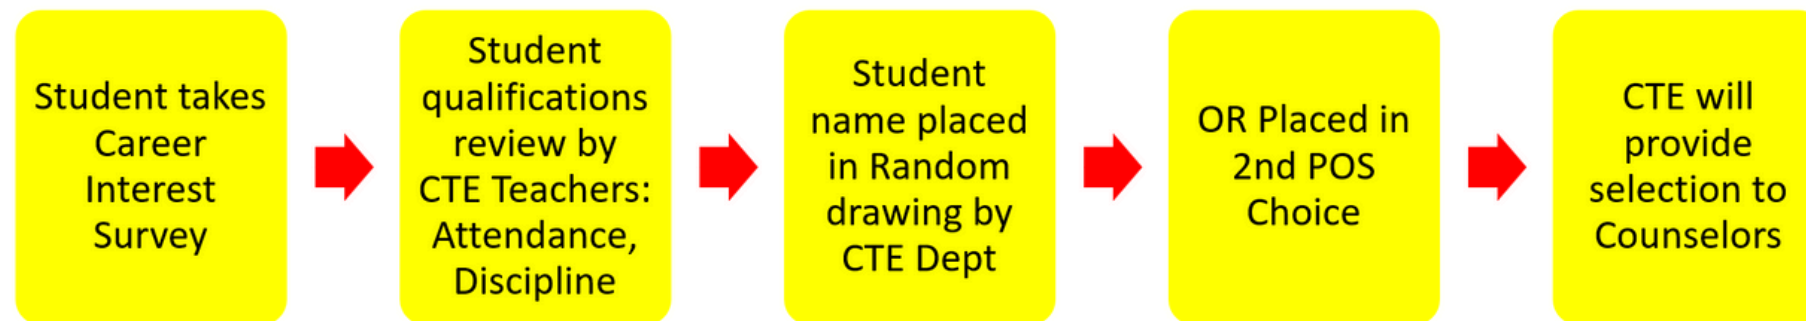 Student takes
Career
Interest
Survey
Student
qualifications
review by
CTE Teachers:
Attendance,
Discipline
Student
name placed
in Random
drawing by
CTE Dept
OR Placed in
2nd POS
Choice
CTE will
provide
selection to
Counselors